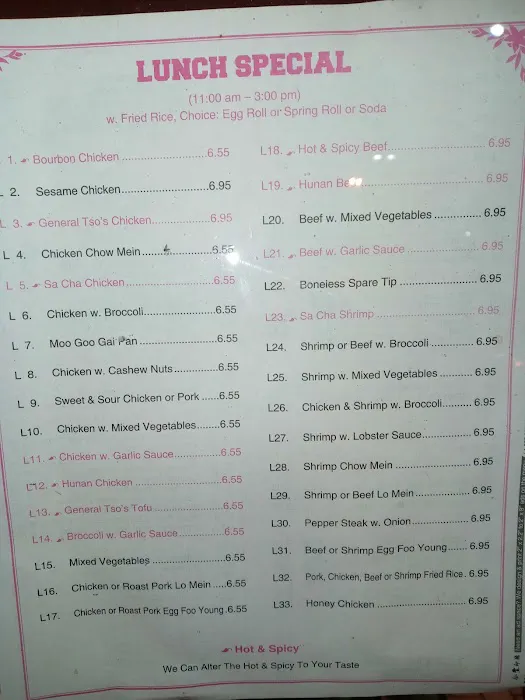 LUNCH SPECIAL
(11:00 am – 3:00 pm)
w. Fried Rice, Choice: Egg Roll or Spring Roll or Soda
1. Bourbon Chicken 6.55
L 2. Sesame Chicken 6.95
L 3. General Tso's Chicken 6.95
L 4. Chicken Chow Mein 6.55
L 5. Sa Cha Chicken 6.55
L 6. Chicken w. Broccoli 6.55
L 7. Moo Goo Gai Pan 6.55
L 8. Chicken w. Cashew Nuts 6.55
L 9. Sweet & Sour Chicken or Pork 6.55
L10. Chicken w. Mixed Vegetables 6.55
L11. Chicken w. Garlic Sauce 6.55
L12. Hunan Chicken 6.55
L13. General Tso's Tofu 6.55
L14. Broccoli w. Garlic Sauce 6.55
L15. Mixed Vegetables 6.55
L16. Chicken or Roast Pork Lo Mein 6.55
L17. Chicken or Roast Pork Egg Foo Young 6.55
L18. Hot & Spicy Beef 6.95
L19. Hunan 6.95
L20. Beef w. Mixed Vegetables 6.95
L21. Beef w. Garlic Sauce 6.95
L22. Boneless Spare Tip 6.95
L23. Sa Cha Shrimp 6.95
L24. Shrimp or Beef w. Broccoli 6.95
L25. Shrimp w. Mixed Vegetables 6.95
L26. Chicken & Shrimp w. Broccoli 6.95
L27. Shrimp w. Lobster Sauce 6.95
L28. Shrimp Chow Mein 6.95
L29. Shrimp or Beef Lo Mein 6.95
L30. Pepper Steak w. Onion 6.95
L31. Beef or Shrimp Egg Foo Young 6.95
L32. Pork, Chicken, Beef or Shrimp Fried Rice 6.95
L33. Honey Chicken 6.95
Hot & Spicy
We Can Alter The Hot & Spicy To Your Taste